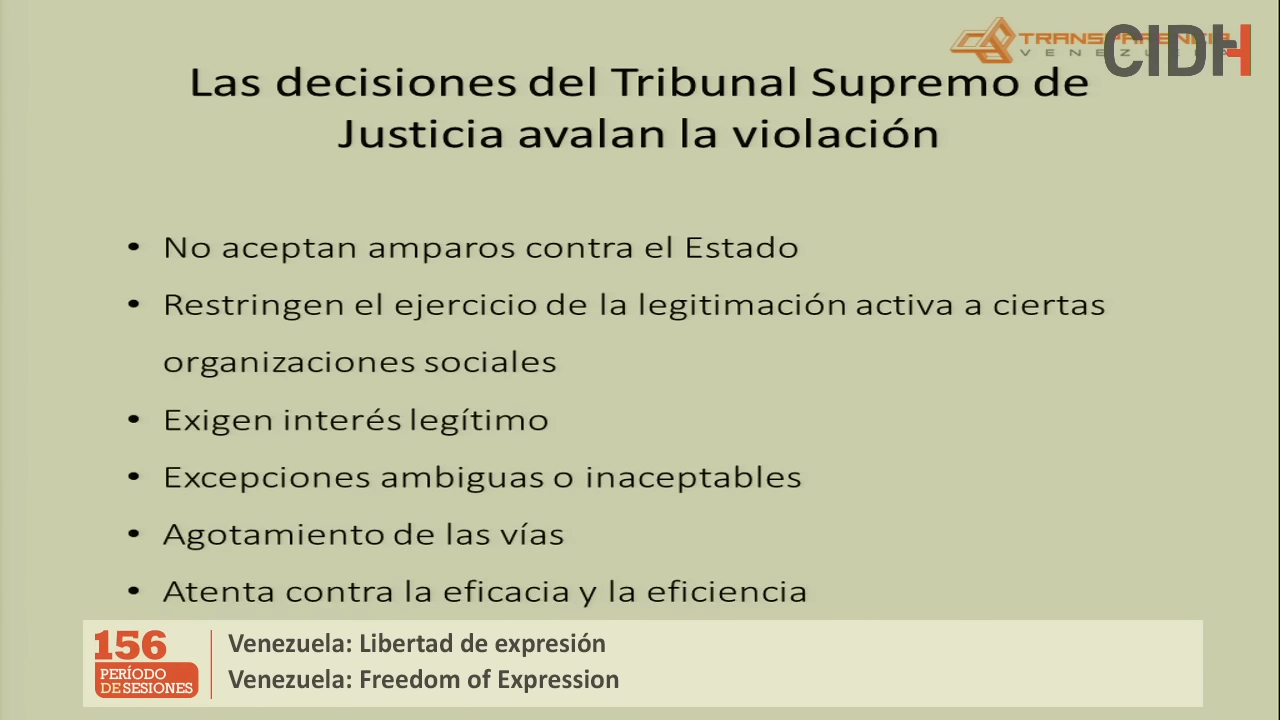 TRANSPARENCIA
VENEZUELA
CIDH
Las decisiones del Tribunal Supremo de
Justicia avalan la violación
• No aceptan amparos contra el Estado
• Restringen el ejercicio de la legitimación activa a ciertas
organizaciones sociales
• Exigen interés legítimo
• Excepciones ambiguas o inaceptables
• Agotamiento de las vías
• Atenta contra la eficacia y la eficiencia
156
PERÍODO
DE SESIONES
Venezuela: Libertad de expresión
Venezuela: Freedom of Expression